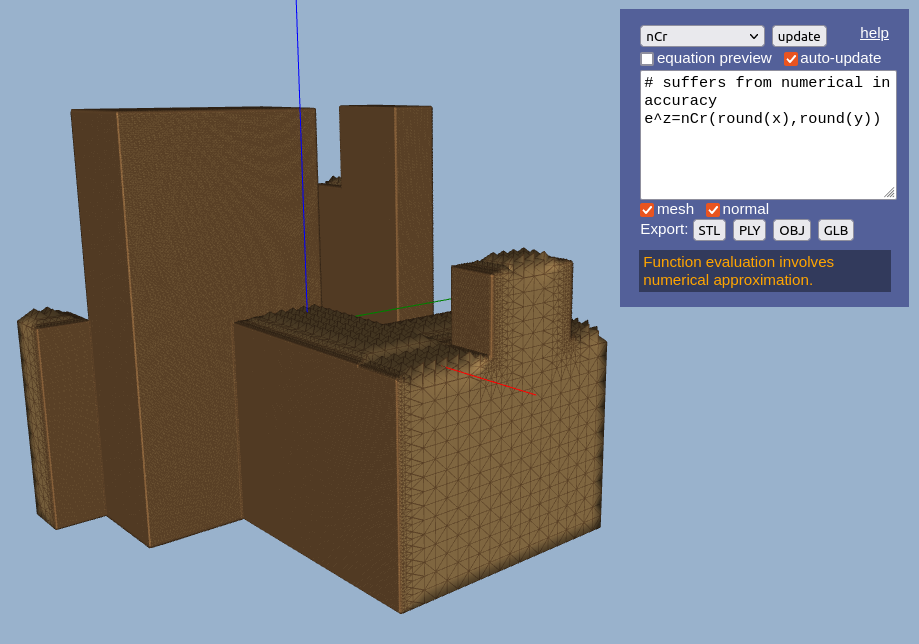 nCr
update
help
equation preview
auto-update
# suffers from numerical in
accuracy
e^z=nCr(round(x),round(y))
mesh
normal
Export:
STL
PLY
OBJ
GLB
Function evaluation involves
numerical approximation.